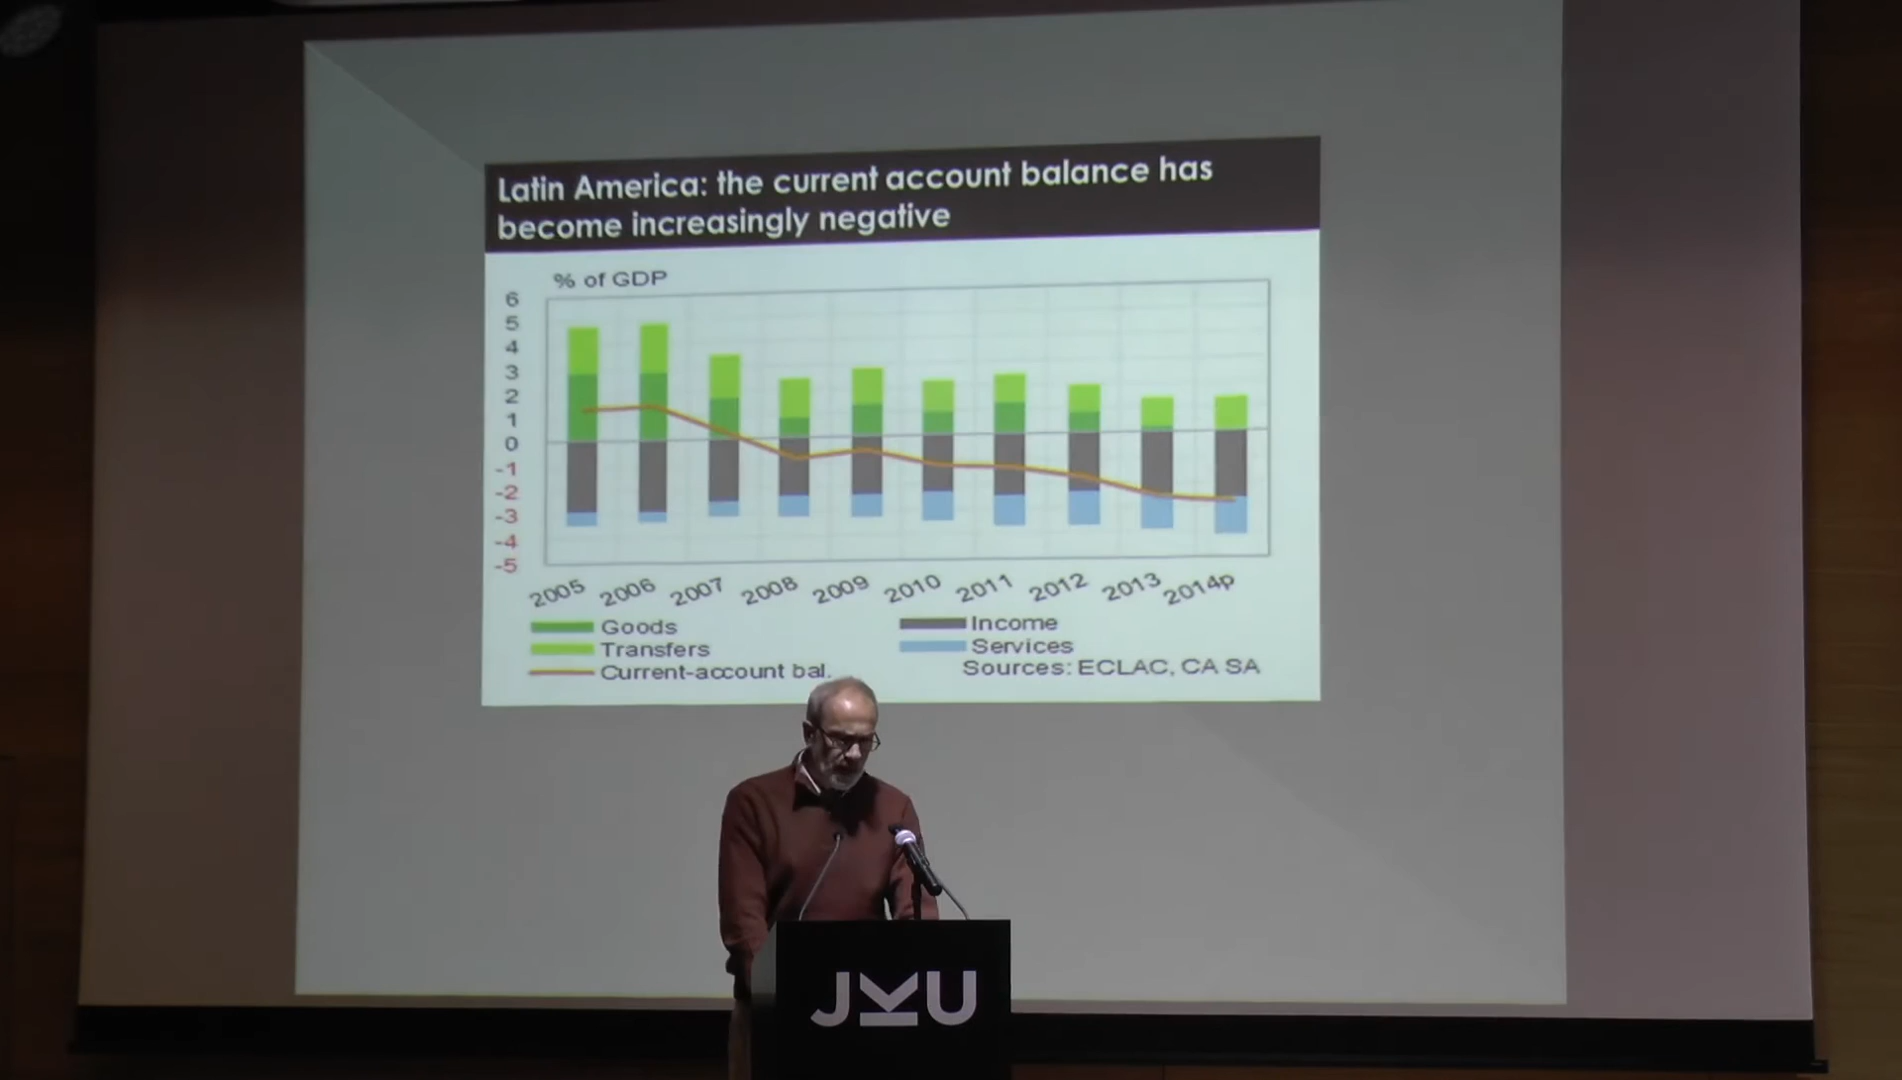 Latin America: the current account balance has
become increasingly negative
% of GDP
6
5
4
3
2
1
0
-1
-2
-3
-4
-5
2005 2006 2007 2008 2009 2010 2011 2012 2013 2014p
Goods Income
Transfers Services
Current-account bal. Sources: ECLAC, CA SA
JKU